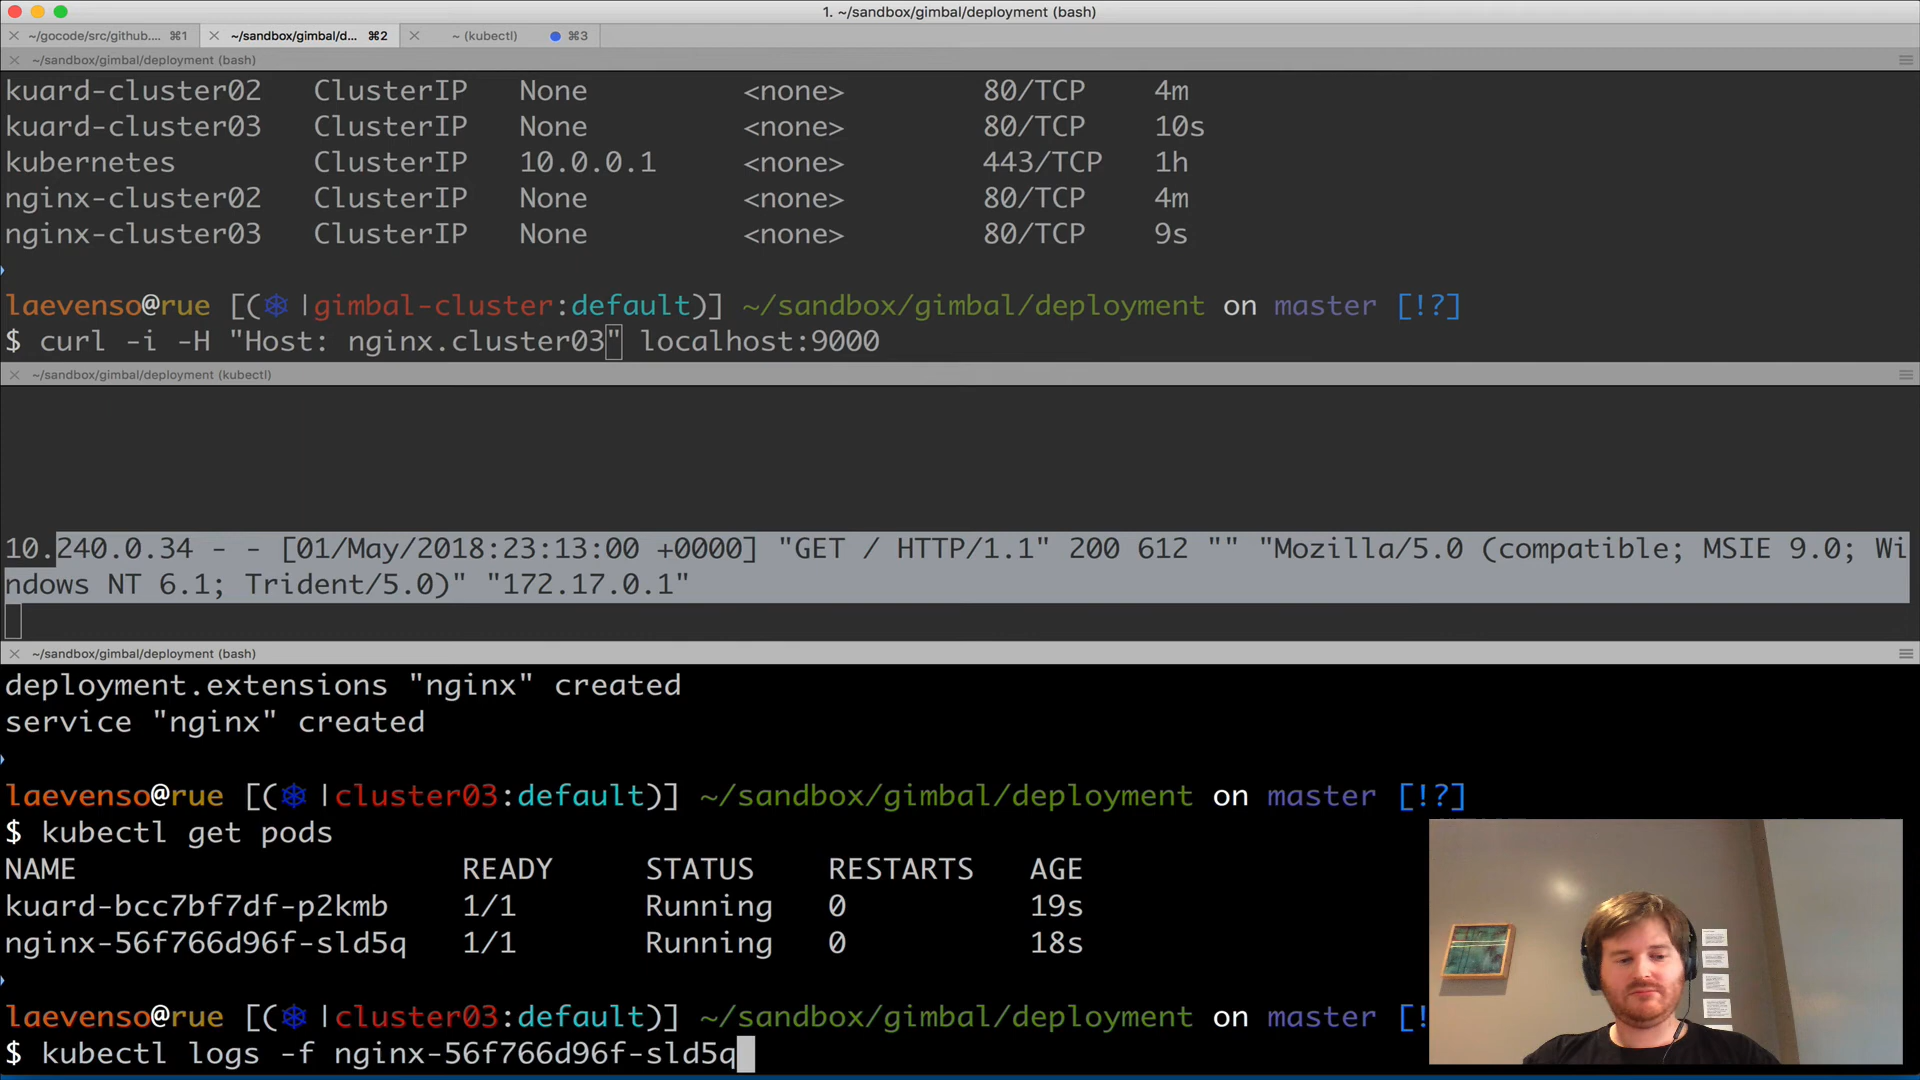 1. ~/sandbox/gimbal/deployment (bash)
~/gocode/src/github.... ⌘1 ~/sandbox/gimbal/d... ⌘2 ~ (kubectl) ⌘3
~/sandbox/gimbal/deployment (bash)
kuard-cluster02 ClusterIP None <none> 80/TCP 4m
kuard-cluster03 ClusterIP None <none> 80/TCP 10s
kubernetes ClusterIP 10.0.0.1 <none> 443/TCP 1h
nginx-cluster02 ClusterIP None <none> 80/TCP 4m
nginx-cluster03 ClusterIP None <none> 80/TCP 9s
laevenso@rue [(⎈ |gimbal-cluster:default)] ~/sandbox/gimbal/deployment on master [!?]
$ curl -i -H "Host: nginx.cluster03" localhost:9000
~/sandbox/gimbal/deployment (kubectl)
10.240.0.34 - - [01/May/2018:23:13:00 +0000] "GET / HTTP/1.1" 200 612 "" "Mozilla/5.0 (compatible; MSIE 9.0; Wi
ndows NT 6.1; Trident/5.0)" "172.17.0.1"
~/sandbox/gimbal/deployment (bash)
deployment.extensions "nginx" created
service "nginx" created
laevenso@rue [(⎈ |cluster03:default)] ~/sandbox/gimbal/deployment on master [!?]
$ kubectl get pods
NAME READY STATUS RESTARTS AGE
kuard-bcc7bf7df-p2kmb 1/1 Running 0 19s
nginx-56f766d96f-sld5q 1/1 Running 0 18s
laevenso@rue [(⎈ |cluster03:default)] ~/sandbox/gimbal/deployment on master [!
$ kubectl logs -f nginx-56f766d96f-sld5q